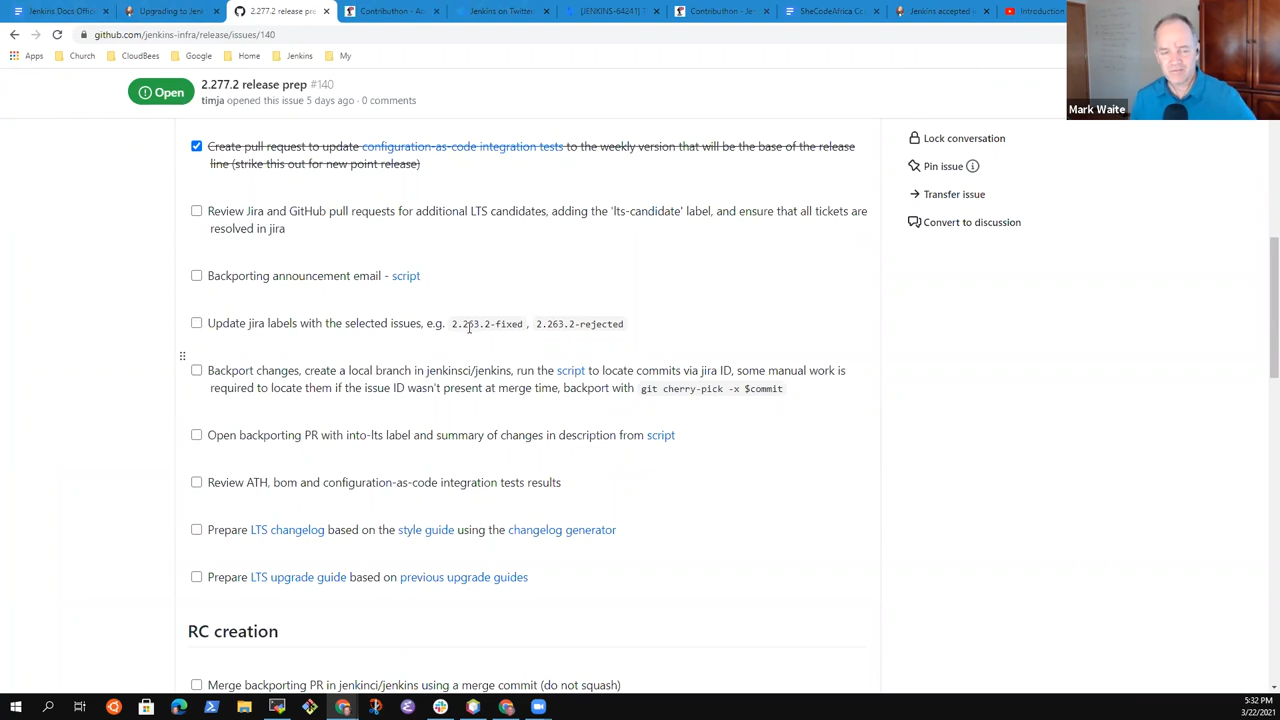 Jenkins Docs Offic
Upgrading to Jenk
2.277.2 release prep
Contributhon - Ac
Jenkins on Twitter
[JENKINS-64241] T
Contributhon - Je
SheCodeAfrica.Co
Jenkins accepted i
Introduction
github.com/jenkins-infra/release/issues/140
Apps
Church
CloudBees
Google
Home
Jenkins
My
Open
2.277.2 release prep #140
timja opened this issue 5 days ago · 0 comments
Mark Waite
Create pull request to update configuration-as-code integration tests to the weekly version that will be the base of the release
line (strike this out for new point release)
Review Jira and GitHub pull requests for additional LTS candidates, adding the 'lts-candidate' label, and ensure that all tickets are
resolved in jira
Backporting announcement email - script
Update jira labels with the selected issues, e.g. 2.263.2-fixed, 2.263.2-rejected
Backport changes, create a local branch in jenkinsci/jenkins, run the script to locate commits via jira ID, some manual work is
required to locate them if the issue ID wasn't present at merge time, backport with git cherry-pick -x $commit
Open backporting PR with into-lts label and summary of changes in description from script
Review ATH, bom and configuration-as-code integration tests results
Prepare LTS changelog based on the style guide using the changelog generator
Prepare LTS upgrade guide based on previous upgrade guides
RC creation
Merge backporting PR in jenkinci/jenkins using a merge commit (do not squash)
Lock conversation
Pin issue
Transfer issue
Convert to discussion
5:32 PM
3/22/2021